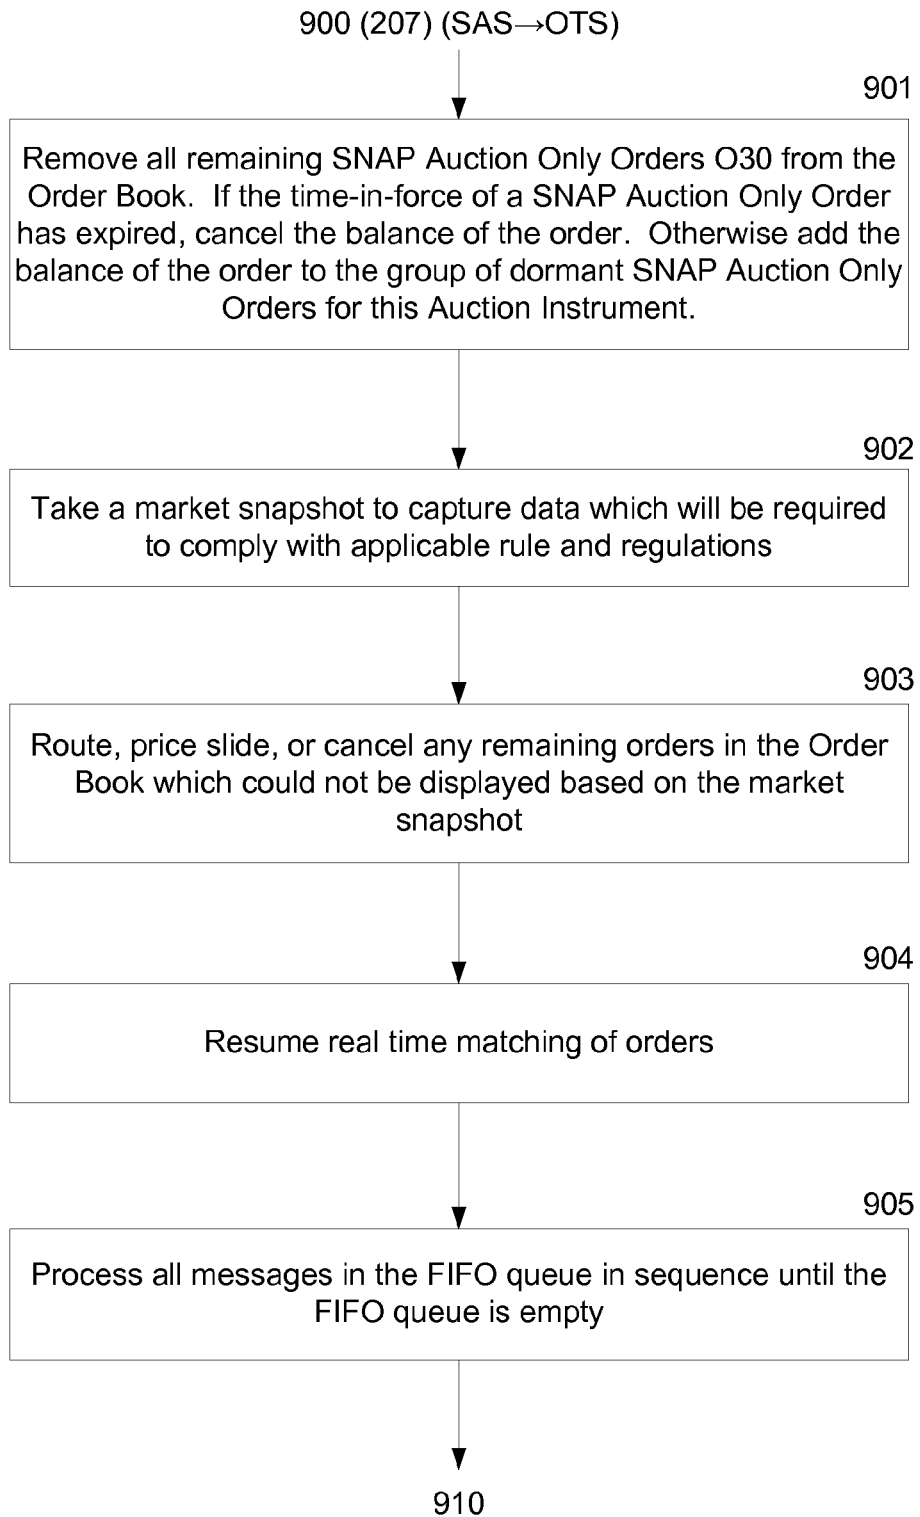 900 (207) (SAS→OTS)
901
Remove all remaining SNAP Auction Only Orders O30 from the
Order Book.  If the time-in-force of a SNAP Auction Only Order
has expired, cancel the balance of the order.  Otherwise add the
balance of the order to the group of dormant SNAP Auction Only
Orders for this Auction Instrument.
902
Take a market snapshot to capture data which will be required
to comply with applicable rule and regulations
903
Route, price slide, or cancel any remaining orders in the Order
Book which could not be displayed based on the market
snapshot
904
Resume real time matching of orders
905
Process all messages in the FIFO queue in sequence until the
FIFO queue is empty
910